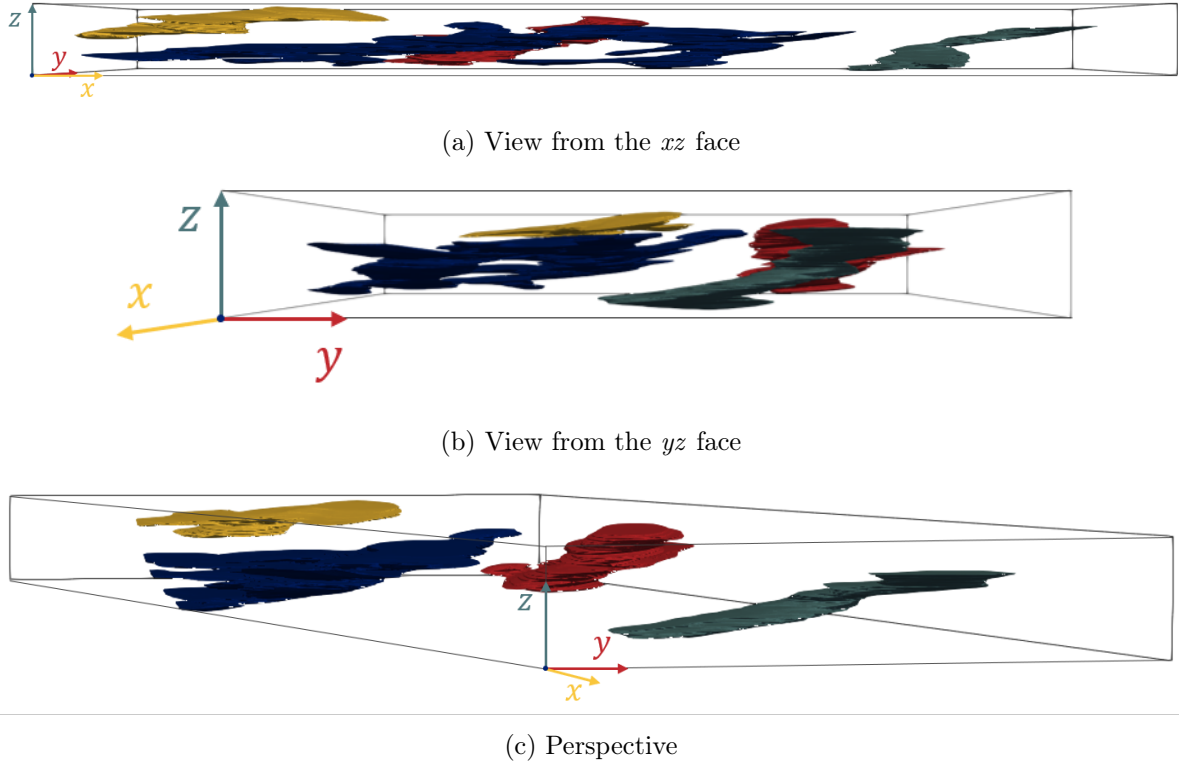 z
y
x
(a) View from the xz face
z
x
y
(b) View from the yz face
z
y
x
(c) Perspective